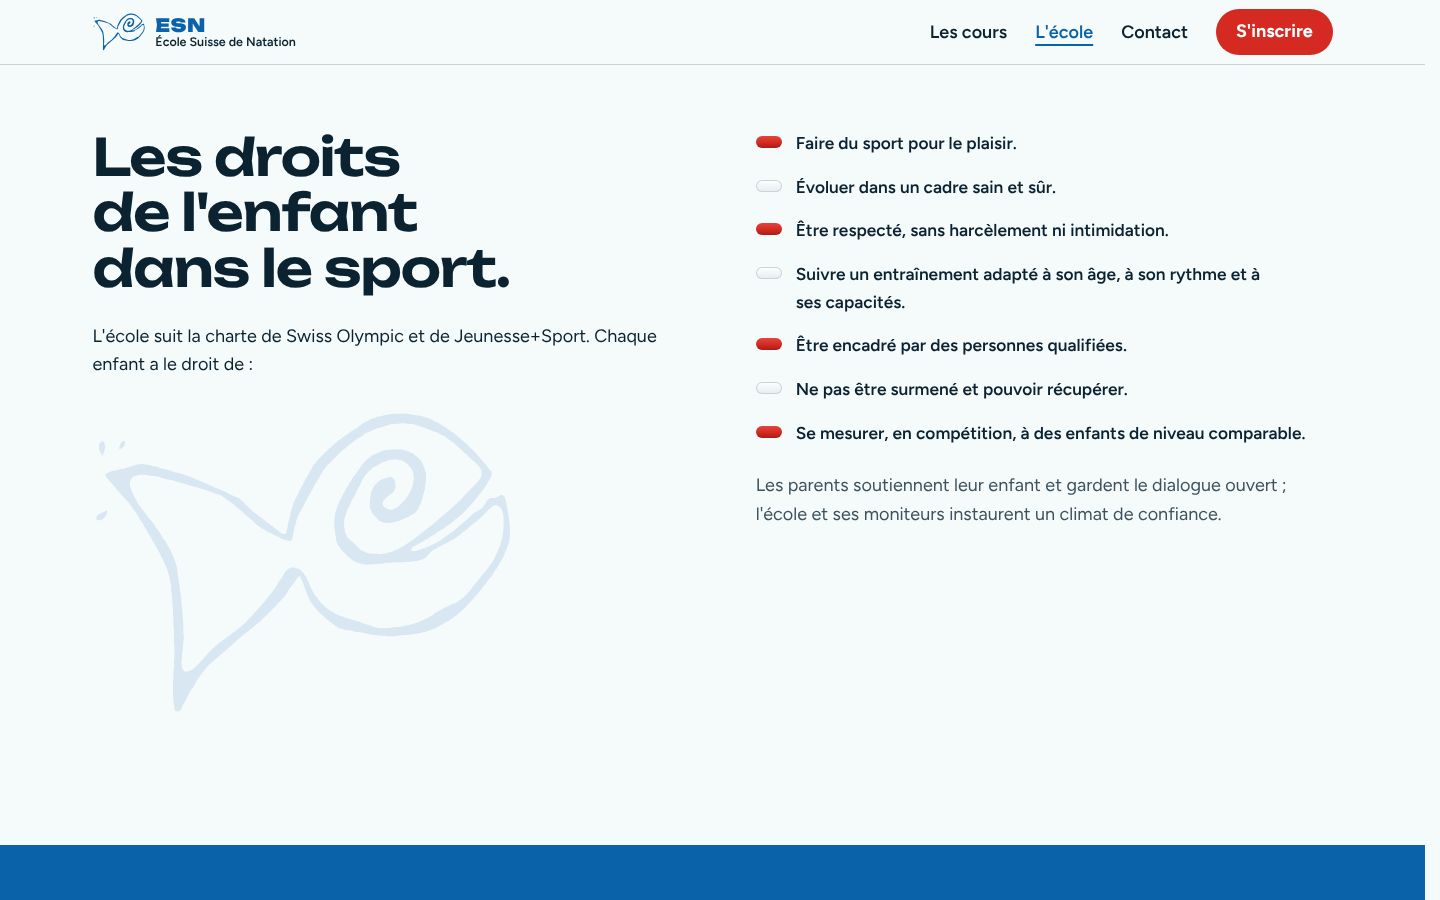 ESN
École Suisse de Natation
Les cours
L'école
Contact
S'inscrire
Les droits
de l'enfant
dans le sport.
L'école suit la charte de Swiss Olympic et de Jeunesse+Sport. Chaque
enfant a le droit de :
Faire du sport pour le plaisir.
Évoluer dans un cadre sain et sûr.
Être respecté, sans harcèlement ni intimidation.
Suivre un entraînement adapté à son âge, à son rythme et à
ses capacités.
Être encadré par des personnes qualifiées.
Ne pas être surmené et pouvoir récupérer.
Se mesurer, en compétition, à des enfants de niveau comparable.
Les parents soutiennent leur enfant et gardent le dialogue ouvert ;
l'école et ses moniteurs instaurent un climat de confiance.